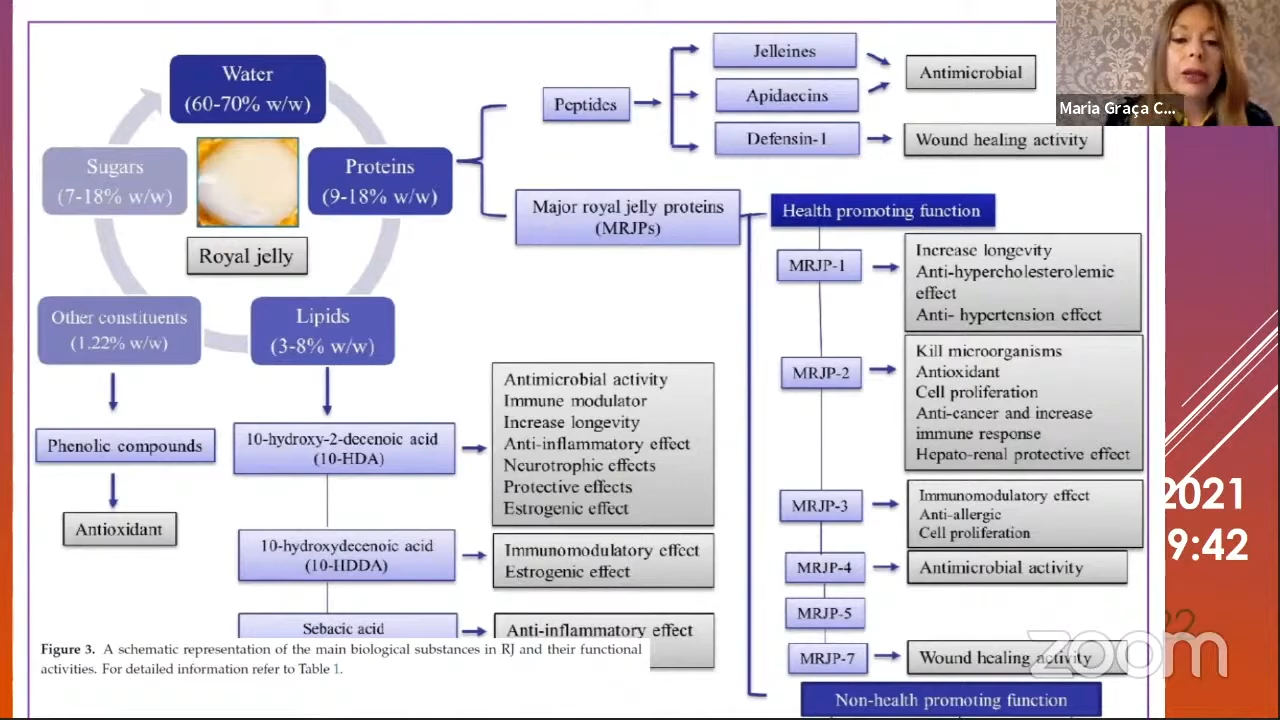 Water
(60-70% w/w)
Sugars
(7-18% w/w)
Proteins
(9-18% w/w)
Royal jelly
Other constituents
(1.22% w/w)
Lipids
(3-8% w/w)
Phenolic compounds
Antioxidant
10-hydroxy-2-decenoic acid
(10-HDA)
Antimicrobial activity
Immune modulator
Increase longevity
Anti-inflammatory effect
Neurotrophic effects
Protective effects
Estrogenic effect
10-hydroxydecenoic acid
(10-HDDA)
Immunomodulatory effect
Estrogenic effect
Sebacic acid
Anti-inflammatory effect
Peptides
Jelleines
Apidaecins
Defensin-1
Antimicrobial
Wound healing activity
Major royal jelly proteins
(MRJPs)
Health promoting function
MRJP-1
Increase longevity
Anti-hypercholesterolemic
effect
Anti- hypertension effect
MRJP-2
Kill microorganisms
Antioxidant
Cell proliferation
Anti-cancer and increase
immune response
Hepato-renal protective effect
MRJP-3
Immunomodulatory effect
Anti-allergic
Cell proliferation
MRJP-4
Antimicrobial activity
MRJP-5
MRJP-7
Wound healing activity
Non-health promoting function
Figure 3. A schematic representation of the main biological substances in RJ and their functional
activities. For detailed information refer to Table 1.
Maria Graça C...
2021
9:42
zoom